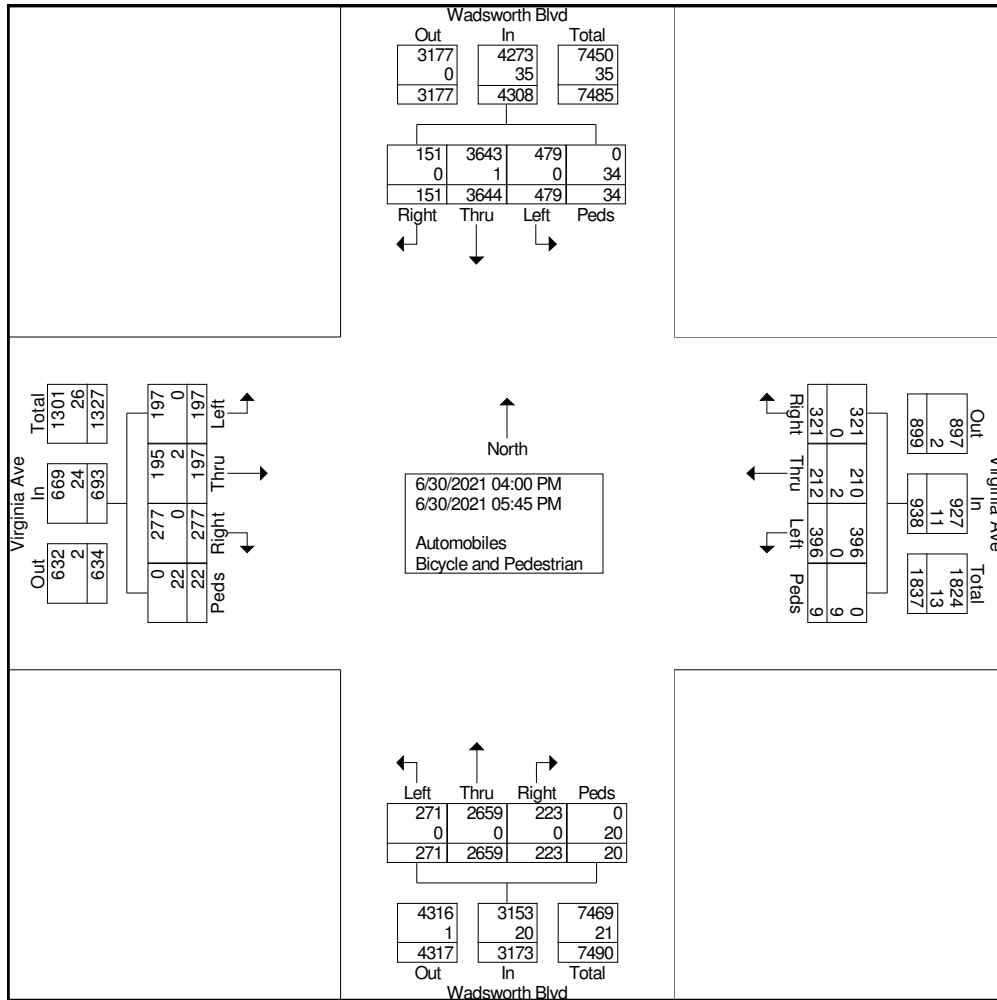 Wadsworth Blvd
Out In Total
3177 4273 7450
0 35 35
3177 4308 7485
151 3643 479 0
0 1 0 34
151 3644 479 34
Right Thru Left Peds
Virginia Ave
Total In Out
1301 669 632
26 24 2
1327 693 634
197 195 277 0
0 2 0 22
197 197 277 22
Left Thru Right Peds
North
6/30/2021 04:00 PM
6/30/2021 05:45 PM
Automobiles
Bicycle and Pedestrian
Right Thru Left Peds
321 212 396 9
0 2 0 9
321 210 396 0
899 938 1837
2 11 13
897 927 1824
Out In Total
Virginia Ave
Left Thru Right Peds
271 2659 223 0
0 0 0 20
271 2659 223 20
4316 3153 7469
1 20 21
4317 3173 7490
Out In Total
Wadsworth Blvd